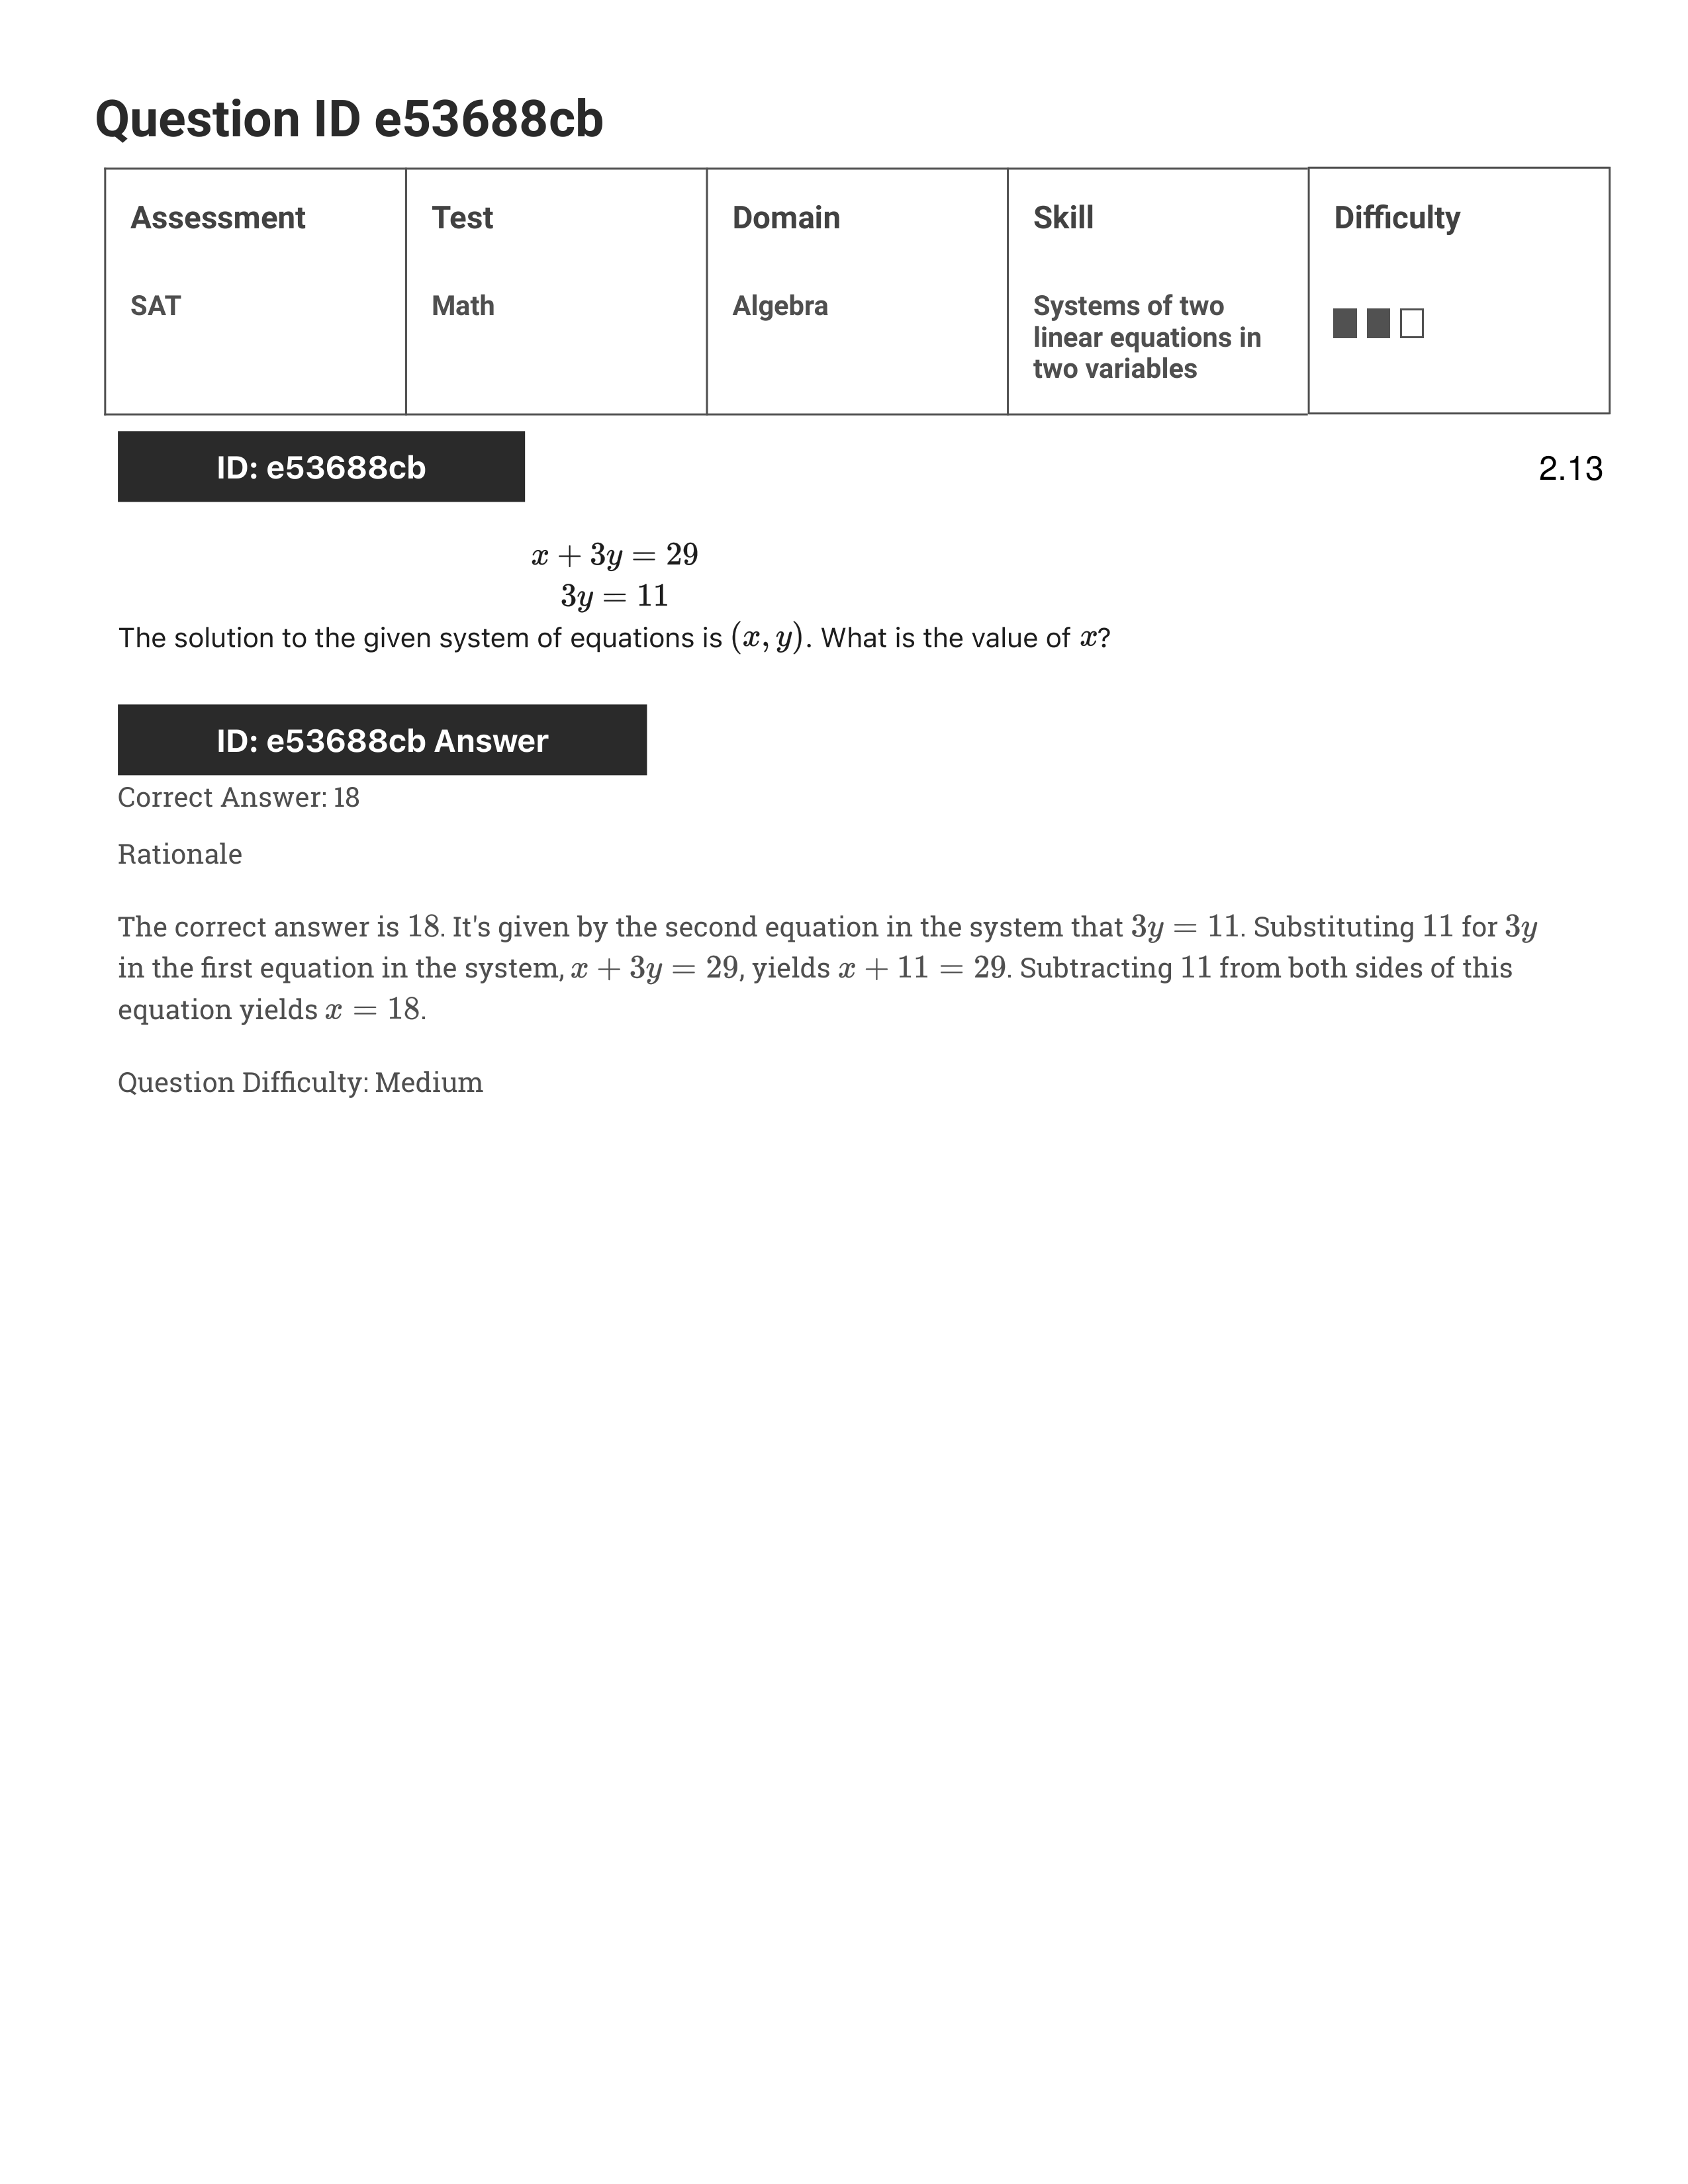 Question ID e53688cb
Assessment Test Domain Skill Difficulty
SAT Math Algebra Systems of two
linear equations in
two variables
ID: e53688cb 2.13
x + 3y = 29
3y = 11
The solution to the given system of equations is (x, y). What is the value of x?
ID: e53688cb Answer
Correct Answer: 18
Rationale
The correct answer is 18. It's given by the second equation in the system that 3y = 11. Substituting 11 for 3y
in the first equation in the system, x + 3y = 29, yields x + 11 = 29. Subtracting 11 from both sides of this
equation yields x = 18.
Question Difficulty: Medium